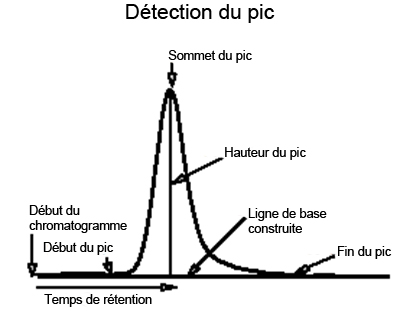 Détection du pic
Sommet du pic
Hauteur du pic
Début du
chromatogramme
Début du pic
Ligne de base
construite
Fin du pic
Temps de rétention